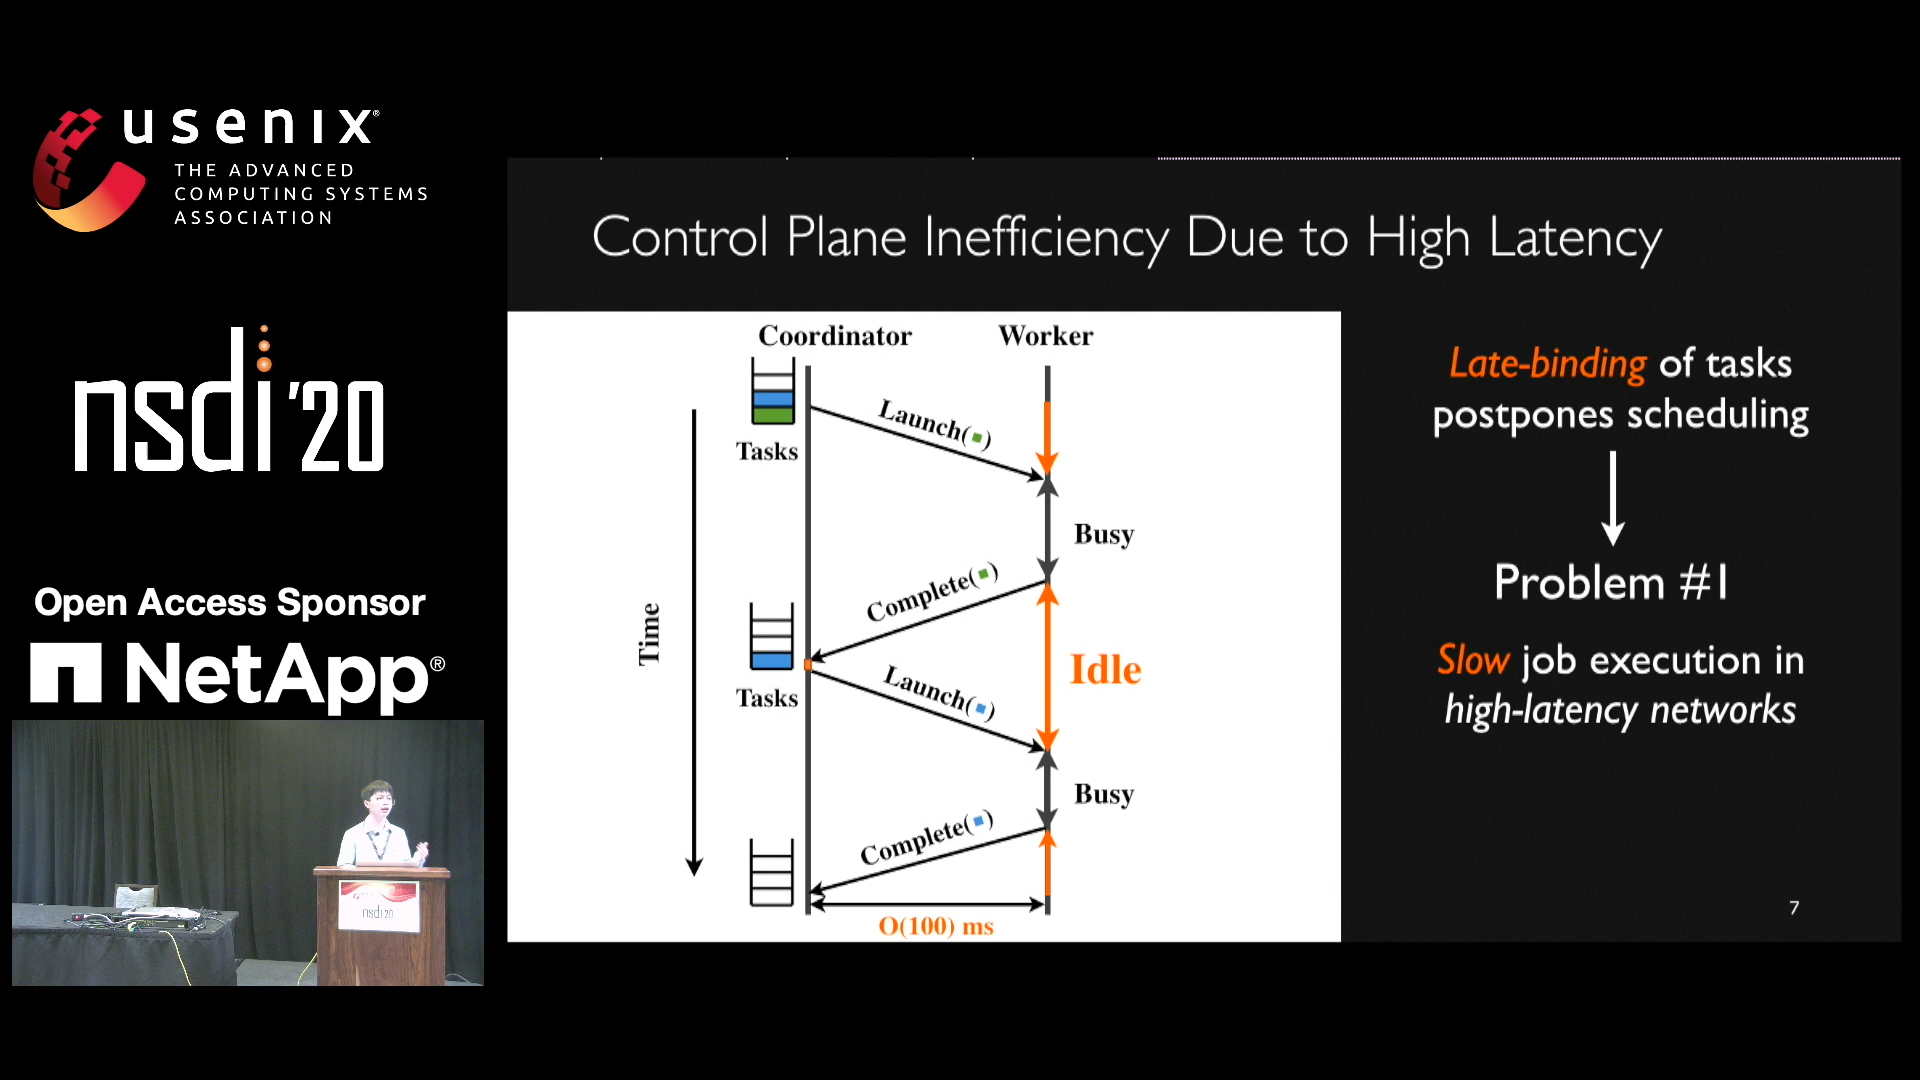 usenix®
THE ADVANCED
COMPUTING SYSTEMS
ASSOCIATION
nsdi '20
Open Access Sponsor
NetApp®
nsdi 20
Control Plane Inefficiency Due to High Latency
Coordinator
Worker
Tasks
Launch(▪)
Busy
Complete(▪)
Time
Idle
Tasks
Launch(▪)
Busy
Complete(▪)
O(100) ms
Late-binding of tasks
postpones scheduling
Problem #1
Slow job execution in
high-latency networks
7